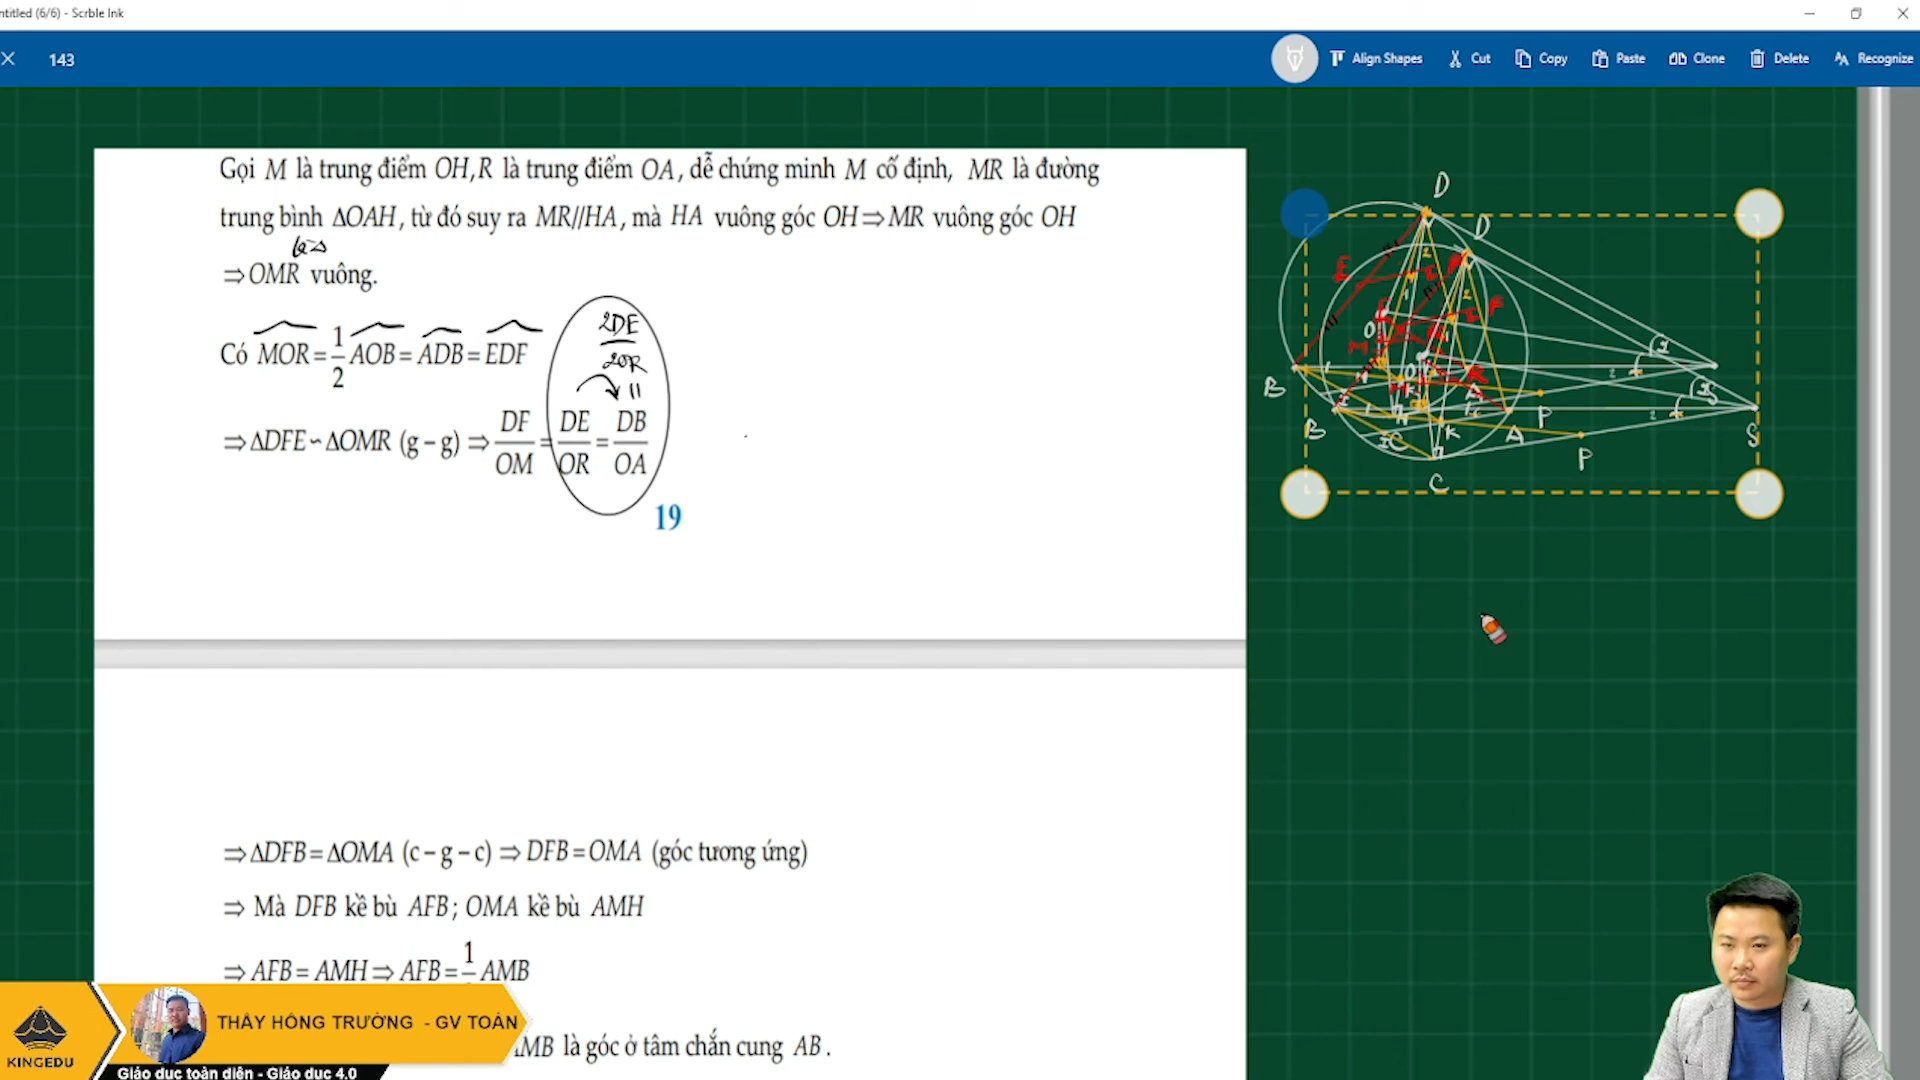 ntitled (6/6) - Scrble Ink
143
Align Shapes
Cut
Copy
Paste
Clone
Delete
Recognize
Gọi M là trung điểm OH, R là trung điểm OA, dễ chứng minh M cố định, MR là đường
trung bình ΔOAH, từ đó suy ra MR//HA, mà HA vuông góc OH ⇒ MR vuông góc OH
⇒ OMR vuông.
Có MOR = 1/2 AOB = ADB = EDF
2DE
2OR
⇒ ΔDFE ∽ ΔOMR (g – g) ⇒ DF/OM = DE/OR = DB/OA
19
⇒ ΔDFB = ΔOMA (c – g – c) ⇒ DFB = OMA (góc tương ứng)
⇒ Mà DFB kề bù AFB; OMA kề bù AMH
⇒ AFB = AMH ⇒ AFB = 1 AMB
AMB là góc ở tâm chắn cung AB.
D
D
E
B
B
O
O
K
A
A
P
P
S
C
C
KINGEDU
THẦY HỒNG TRƯỜNG - GV TOÁN
Giáo dục toàn diện - Giáo dục 4.0